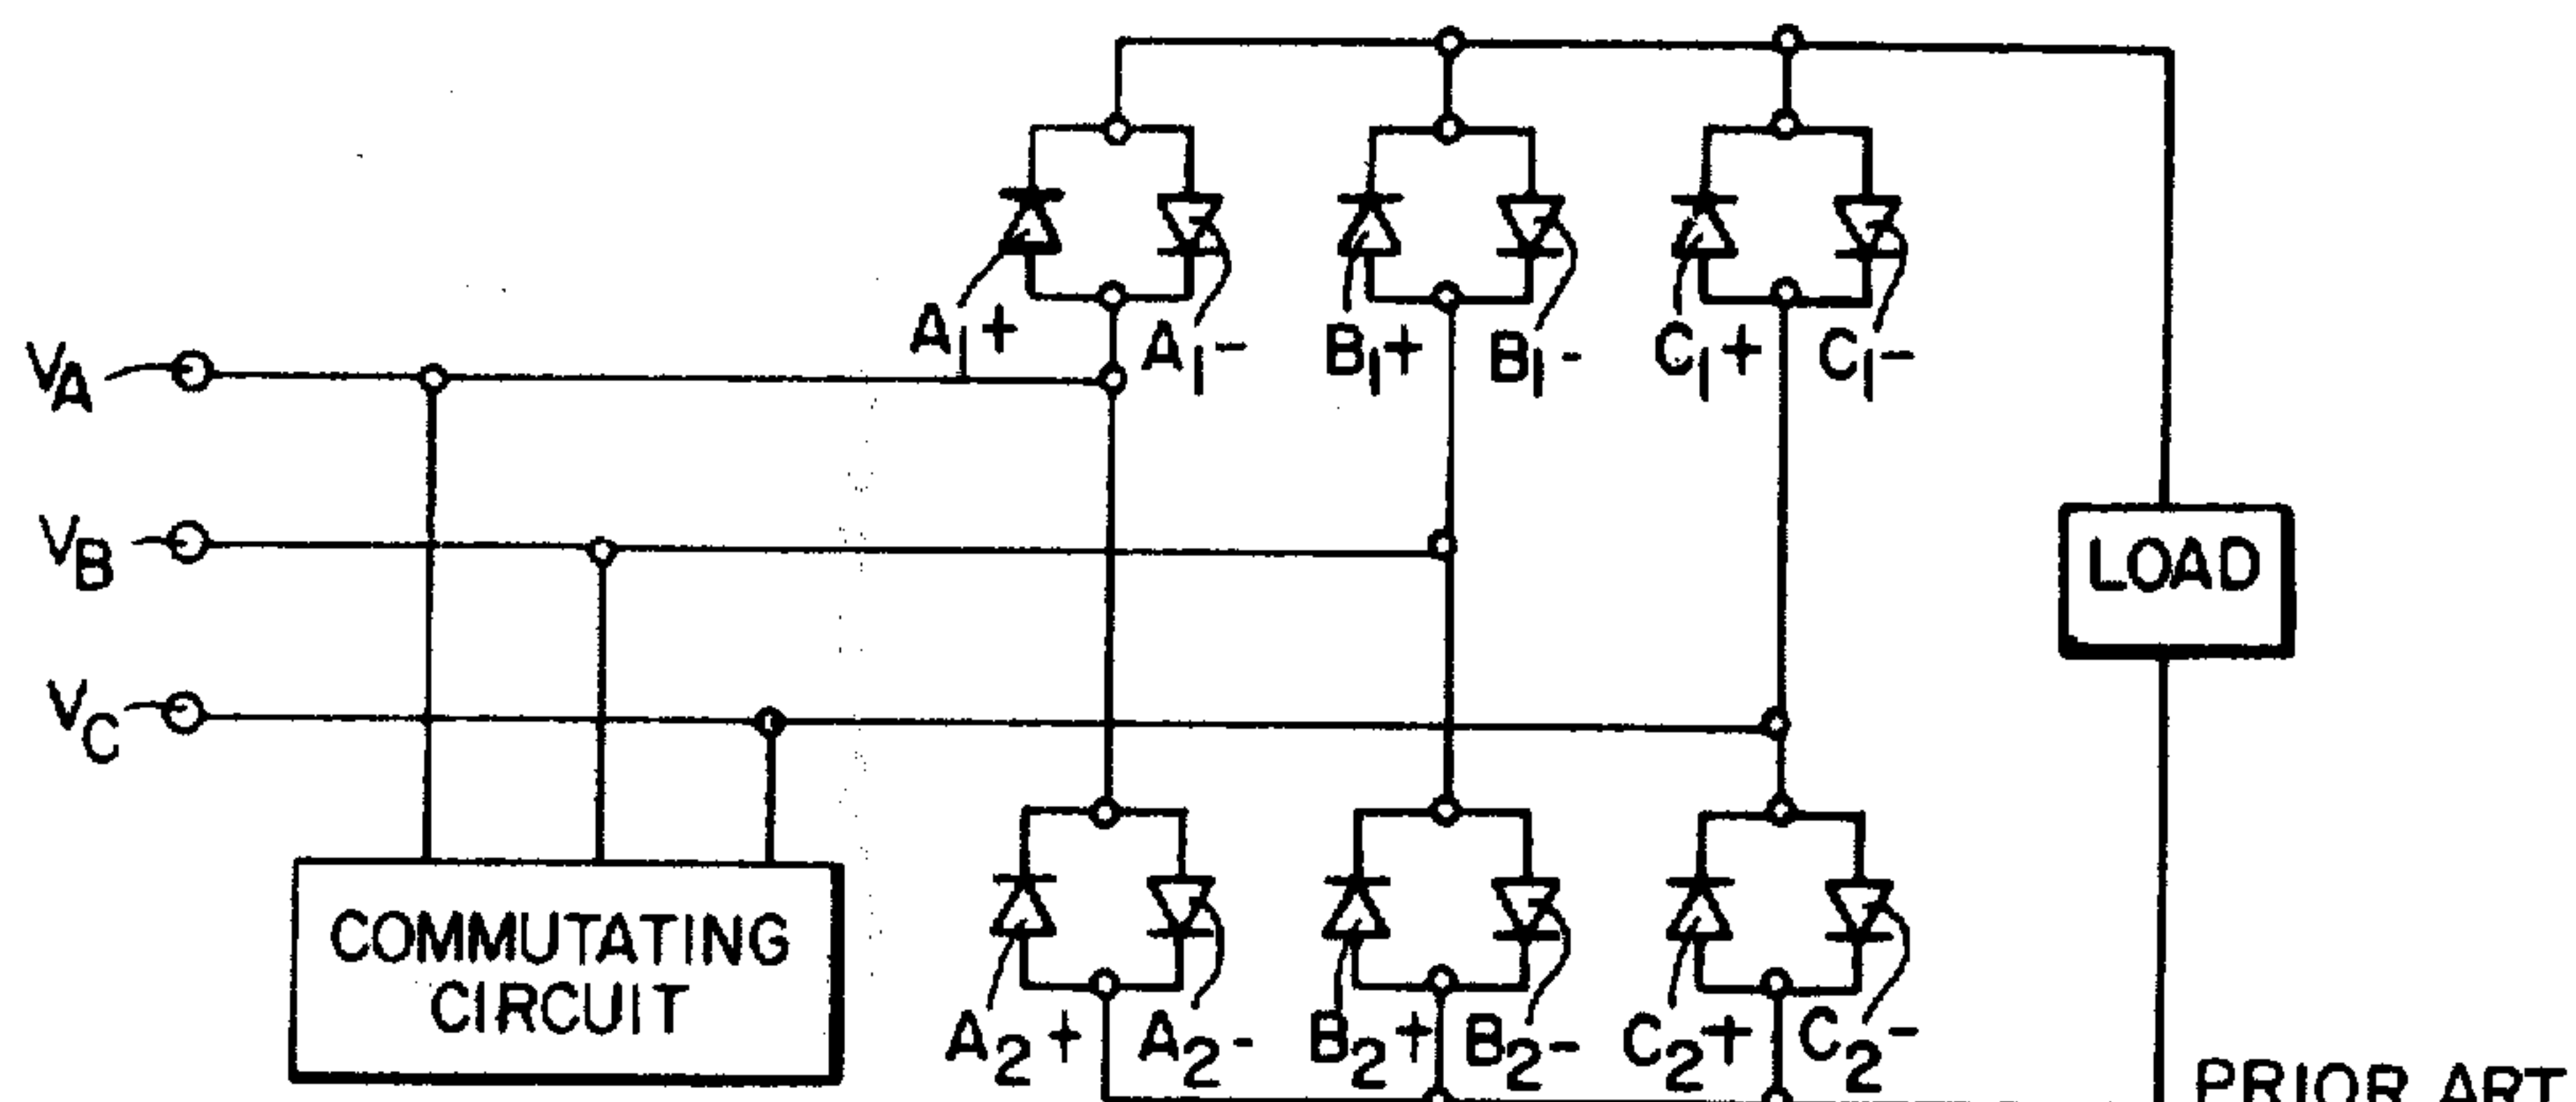 A1+
A1-
B1+
B1-
C1+
C1-
VA
VB
VC
LOAD
COMMUTATING
CIRCUIT
A2+
A2-
B2+
B2-
C2+
C2-
PRIOR ART